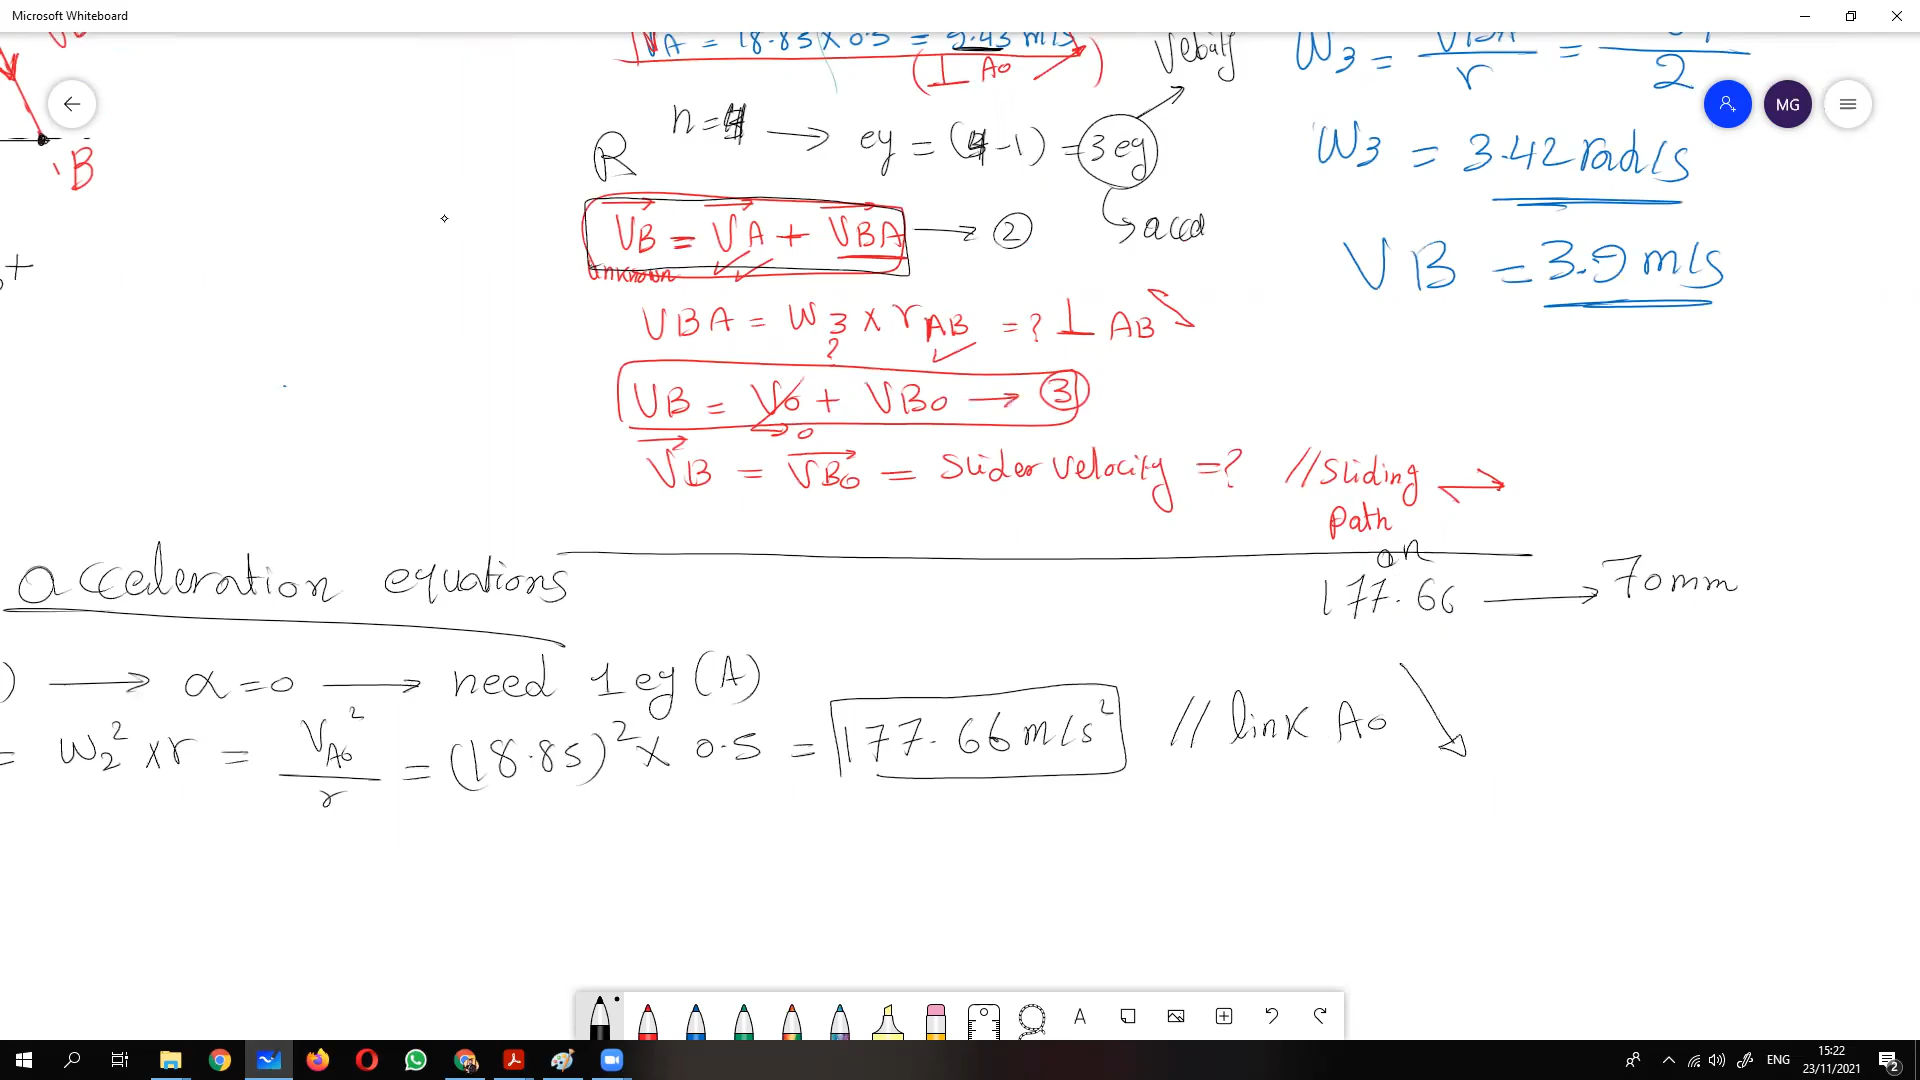 Microsoft Whiteboard
VA = 18.85 x 0.5 = 9.43 m/s
(⊥ Ao )
Velocity
W3 = VBA / r = / 2
MG
n = 4 → eq = (4-1) = 3 eq
W3 = 3.42 rad/s
R
B
VB = VA + VBA → 2
unknown
VB = 3.9 m/s
VBA = W3 x rAB = ? ⊥ AB
?
VB = Vo + VBo → 3
o
VB = VBo = Slider velocity = ? // Sliding
path
acceleration equations
on
177.66 → 70mm
) → α = 0 → need 1 eq (A)
= W2² x r = VAo² / r = (18.85)² x 0.5 = 177.66 m/s² // link Ao
ENG
15:22
23/11/2021
2